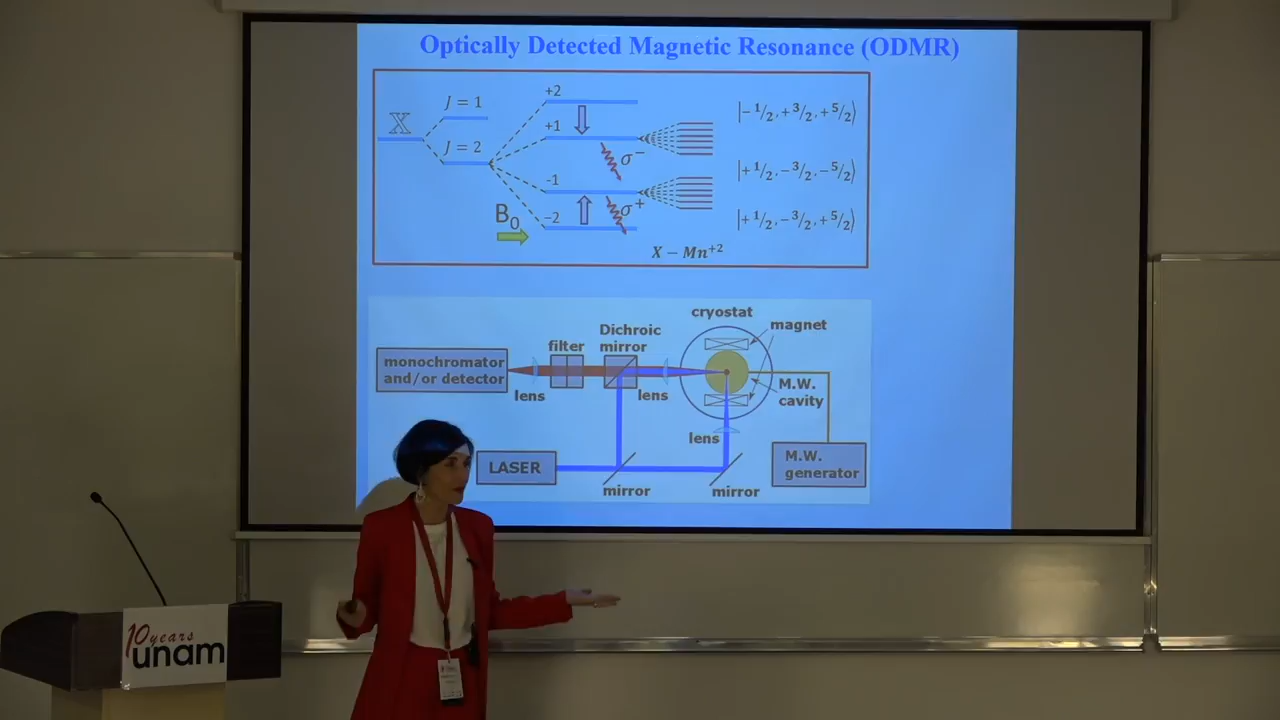 Optically Detected Magnetic Resonance (ODMR)
𝕏
J = 1
J = 2
+2
+1
-1
−2
σ⁻
σ⁺
B₀
X − Mn⁺²
|− ¹/₂, +³/₂, +⁵/₂⟩
|+ ¹/₂, −³/₂, −⁵/₂⟩
|+ ¹/₂, −³/₂, +⁵/₂⟩
cryostat
magnet
Dichroic
mirror
filter
monochromator
and/or detector
lens
lens
M.W.
cavity
lens
LASER
M.W.
generator
mirror
mirror
10 years
unam